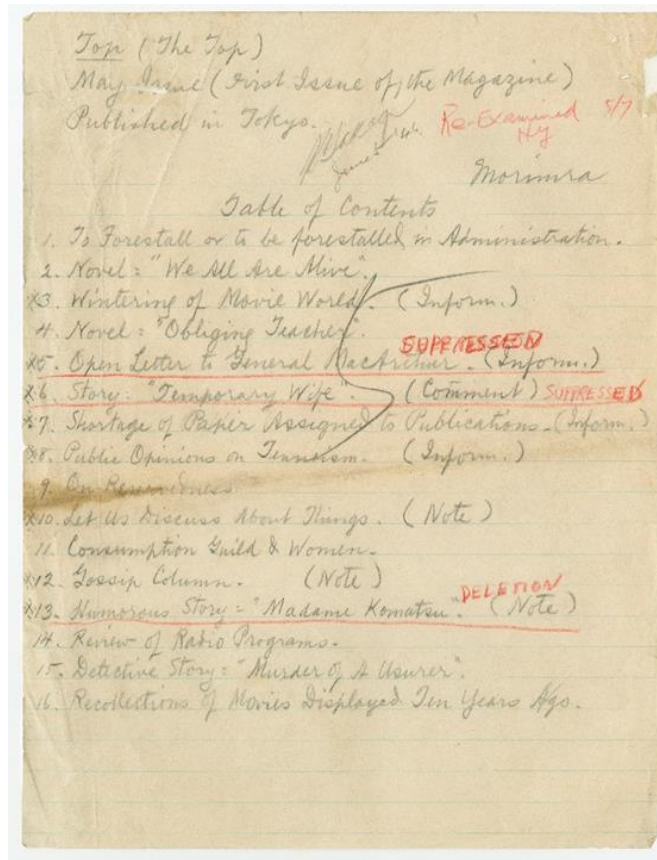 Top (The Top)
May Issue (First Issue of the Magazine)
Published in Tokyo.
Re-Examined 5/7
June
Morimra
Table of Contents
1. To Forestall or to be forestalled in Administration.
2. Novel: "We All Are Alive".
x3. Wintering of Movie World. (Inform.)
4. Novel: "Obliging Teacher".
SUPPRESSED
x5. Open Letter to General MacArthur. (Inform.)
x6. Story: "Temporary Wife". (Comment) SUPPRESSED
x7. Shortage of Paper Assigned to Publications. (Inform.)
x8. Public Opinions on Tennoism. (Inform.)
9. On Reservedness
x10. Let Us Discuss About Things. (Note)
11. Consumption Guild & Women.
x12. Gossip Column. (Note)
DELETION
x13. Humorous Story: "Madame Komatsu". (Note)
14. Review of Radio Programs.
15. Detective Story: "Murder of A Usurer".
16. Recollections of Movies Displayed Ten Years Ago.